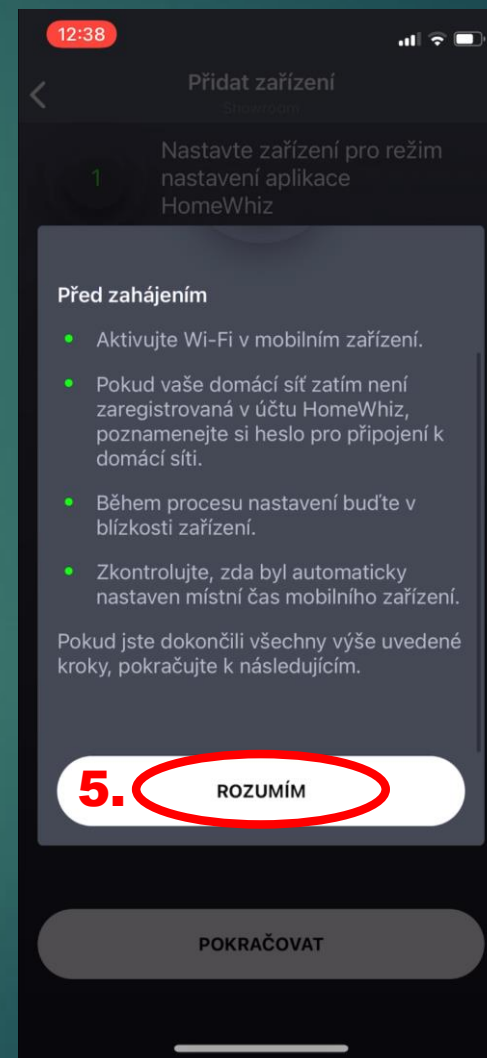 12:38
Přidat zařízení
Showroom
1
Nastavte zařízení pro režim
nastavení aplikace
HomeWhiz
Před zahájením
Aktivujte Wi-Fi v mobilním zařízení.
Pokud vaše domácí síť zatím není
zaregistrovaná v účtu HomeWhiz,
poznamenejte si heslo pro připojení k
domácí síti.
Během procesu nastavení buďte v
blízkosti zařízení.
Zkontrolujte, zda byl automaticky
nastaven místní čas mobilního zařízení.
Pokud jste dokončili všechny výše uvedené
kroky, pokračujte k následujícím.
5. ROZUMÍM
POKRAČOVAT